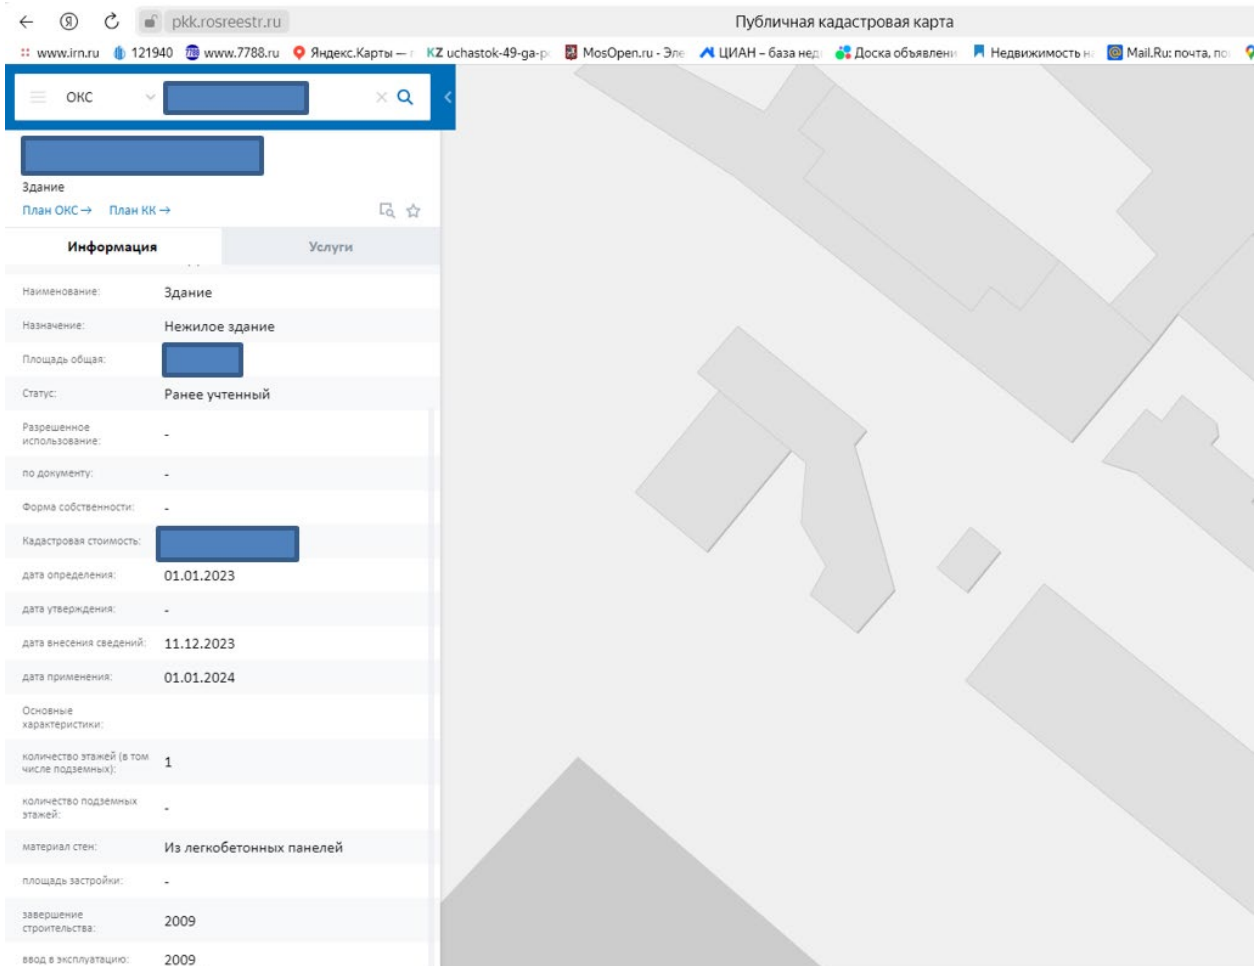 pkk.rosreestr.ru Публичная кадастровая карта
www.irn.ru 121940 www.7788.ru Яндекс.Карты — KZ uchastok-49-ga-p MosOpen.ru - Эле ЦИАН – база нед Доска объявлени Недвижимость н Mail.Ru: почта, по
ОКС
Здание
План ОКС → План КК →
Информация Услуги
Наименование: Здание
Назначение: Нежилое здание
Площадь общая:
Статус: Ранее учтенный
Разрешенное
использование: -
по документу: -
Форма собственности: -
Кадастровая стоимость:
дата определения: 01.01.2023
дата утверждения: -
дата внесения сведений: 11.12.2023
дата применения: 01.01.2024
Основные
характеристики:
количество этажей (в том
числе подземных): 1
количество подземных
этажей: -
материал стен: Из легкобетонных панелей
площадь застройки: -
завершение
строительства: 2009
ввод в эксплуатацию: 2009